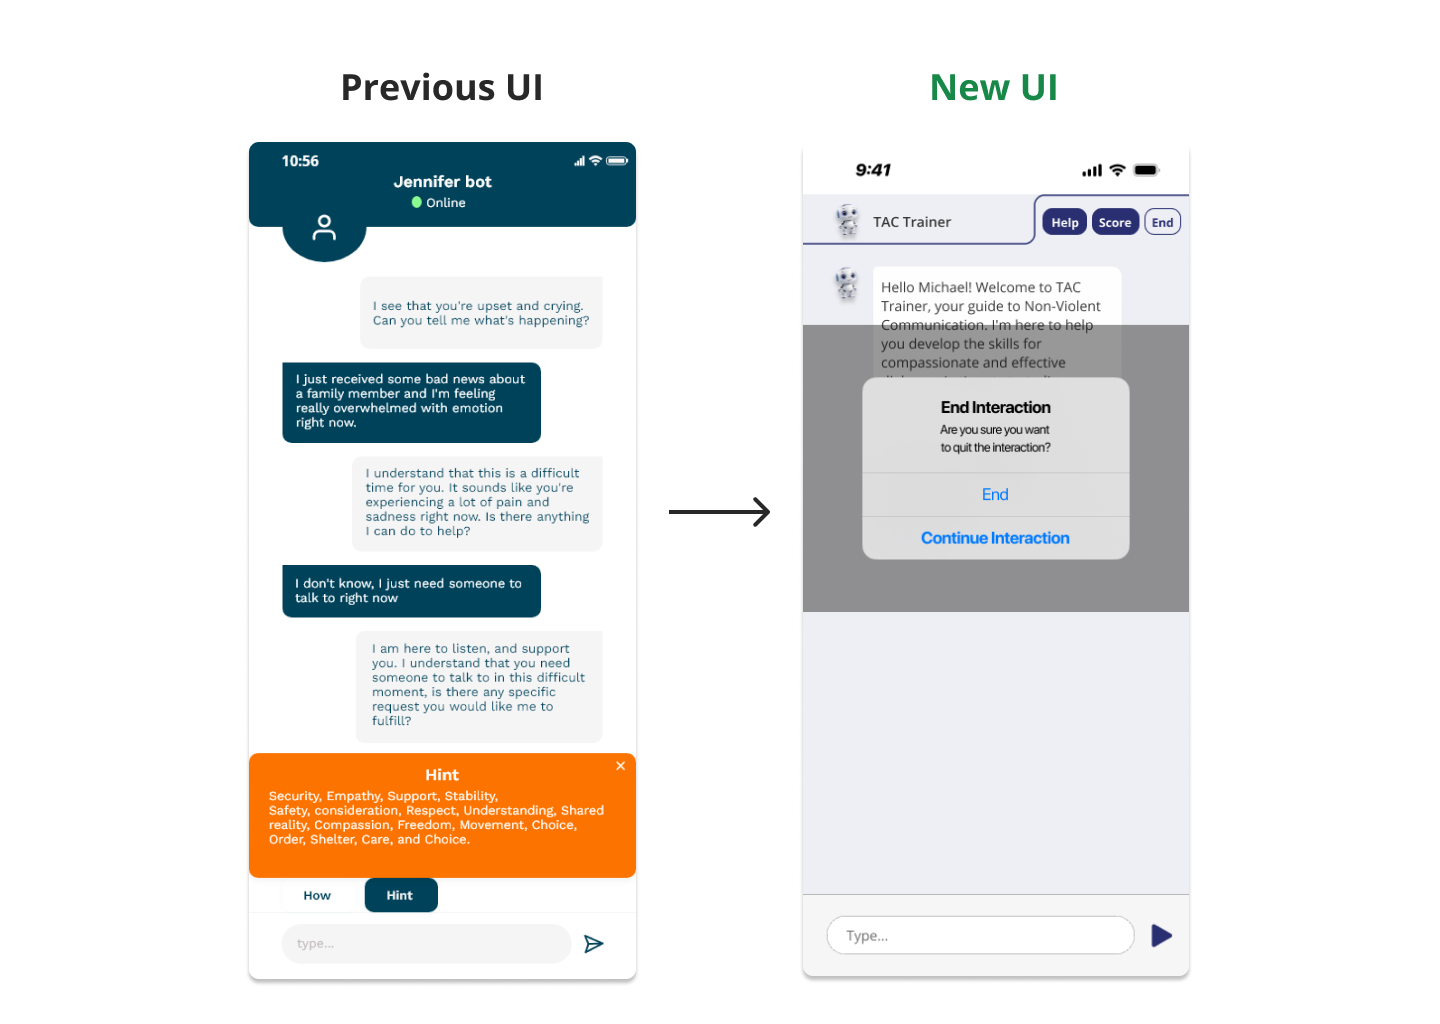 Previous UI
New UI
10:56
Jennifer bot
Online
I see that you're upset and crying.
Can you tell me what's happening?
I just received some bad news about
a family member and I'm feeling
really overwhelmed with emotion
right now.
I understand that this is a difficult
time for you. It sounds like you're
experiencing a lot of pain and
sadness right now. Is there anything
I can do to help?
I don't know, I just need someone to
talk to right now
I am here to listen, and support
you. I understand that you need
someone to talk to in this difficult
moment, is there any specific
request you would like me to
fulfill?
Hint
Security, Empathy, Support, Stability,
Safety, consideration, Respect, Understanding, Shared
reality, Compassion, Freedom, Movement, Choice,
Order, Shelter, Care, and Choice.
How
Hint
type...
9:41
TAC Trainer
Help
Score
End
Hello Michael! Welcome to TAC
Trainer, your guide to Non-Violent
Communication. I'm here to help
you develop the skills for
compassionate and effective
End Interaction
Are you sure you want
to quit the interaction?
End
Continue Interaction
Type...